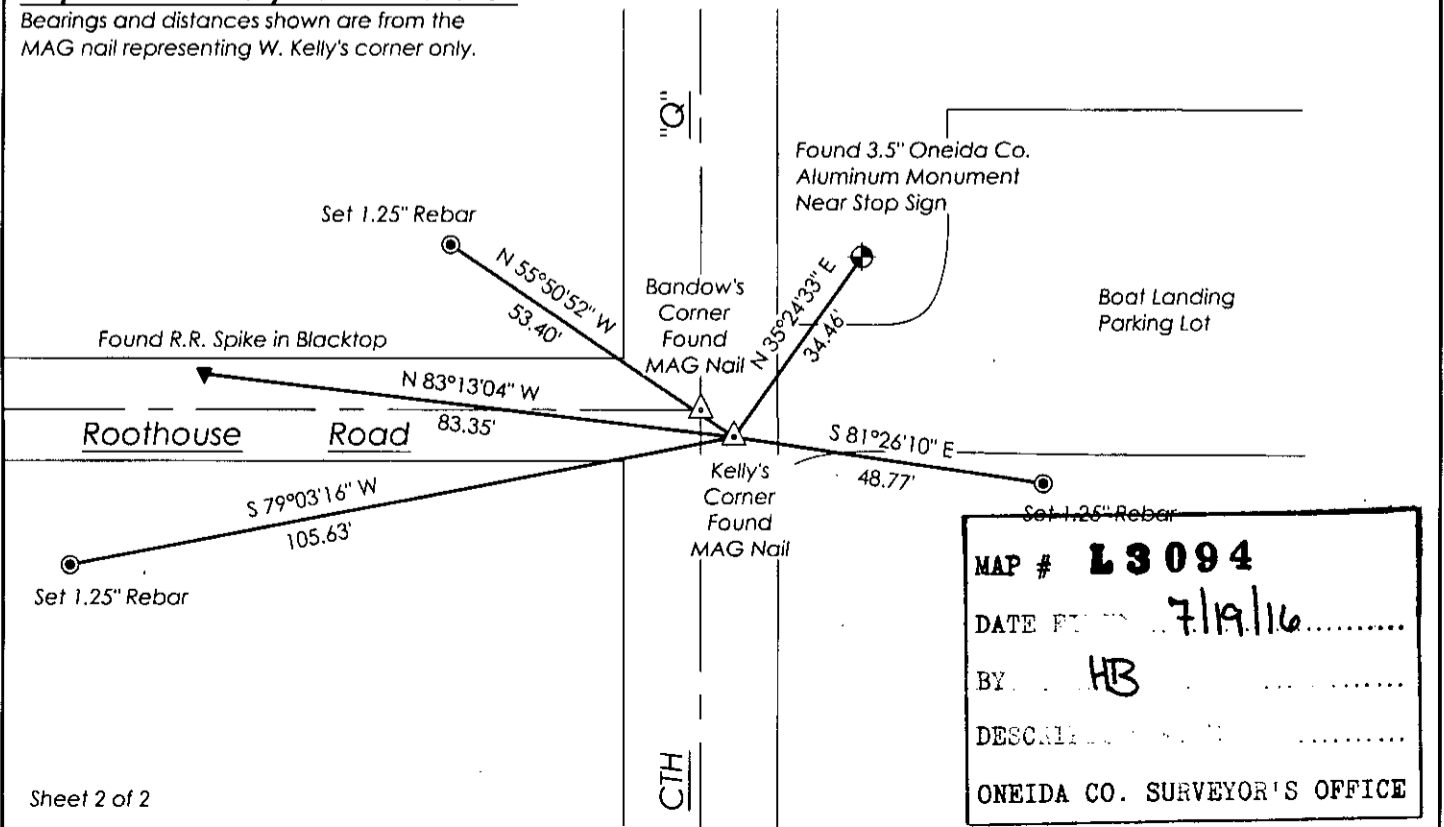 Bearings and distances shown are from the
MAG nail representing W. Kelly's corner only.
"Q"
Found 3.5" Oneida Co.
Aluminum Monument
Near Stop Sign
Set 1.25" Rebar
N 55°50'52" W
53.40'
Bandow's
Corner
Found
MAG Nail
N 35°24'33" E
34.46'
Boat Landing
Parking Lot
Found R.R. Spike in Blacktop
N 83°13'04" W
83.35'
Roothouse Road
S 81°26'10" E
48.77'
Kelly's
Corner
Found
MAG Nail
S 79°03'16" W
105.63'
Set 1.25" Rebar
Set 1.25" Rebar
MAP # L3094
DATE 7/19/16
BY HB
ONEIDA CO. SURVEYOR'S OFFICE
CTH
Sheet 2 of 2